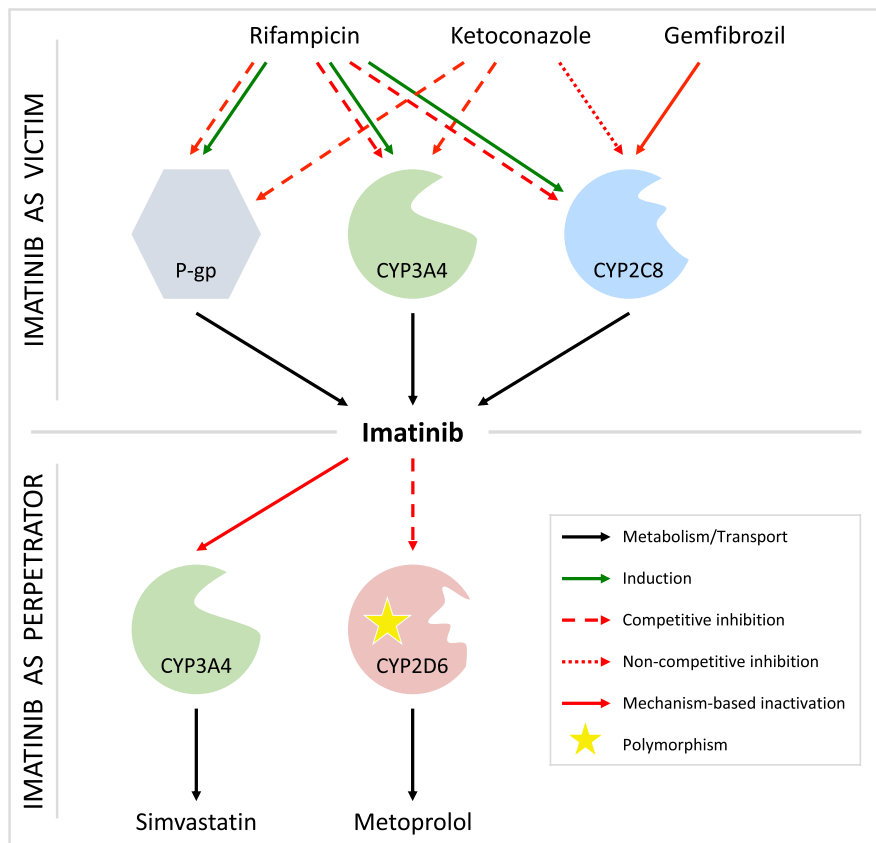 Rifampicin Ketoconazole Gemfibrozil
IMATINIB AS VICTIM
P-gp CYP3A4 CYP2C8
Imatinib
IMATINIB AS PERPETRATOR
CYP3A4 CYP2D6
Simvastatin Metoprolol
Metabolism/Transport
Induction
Competitive inhibition
Non-competitive inhibition
Mechanism-based inactivation
Polymorphism